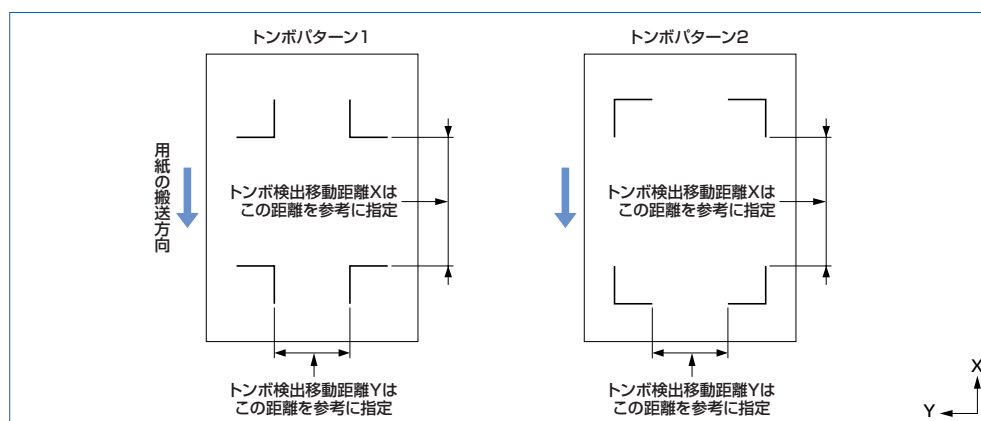 トンボパターン1
トンボパターン2
用紙の搬送方向
トンボ検出移動距離Xは
この距離を参考に指定
トンボ検出移動距離Xは
この距離を参考に指定
トンボ検出移動距離Yは
この距離を参考に指定
トンボ検出移動距離Yは
この距離を参考に指定
X
Y